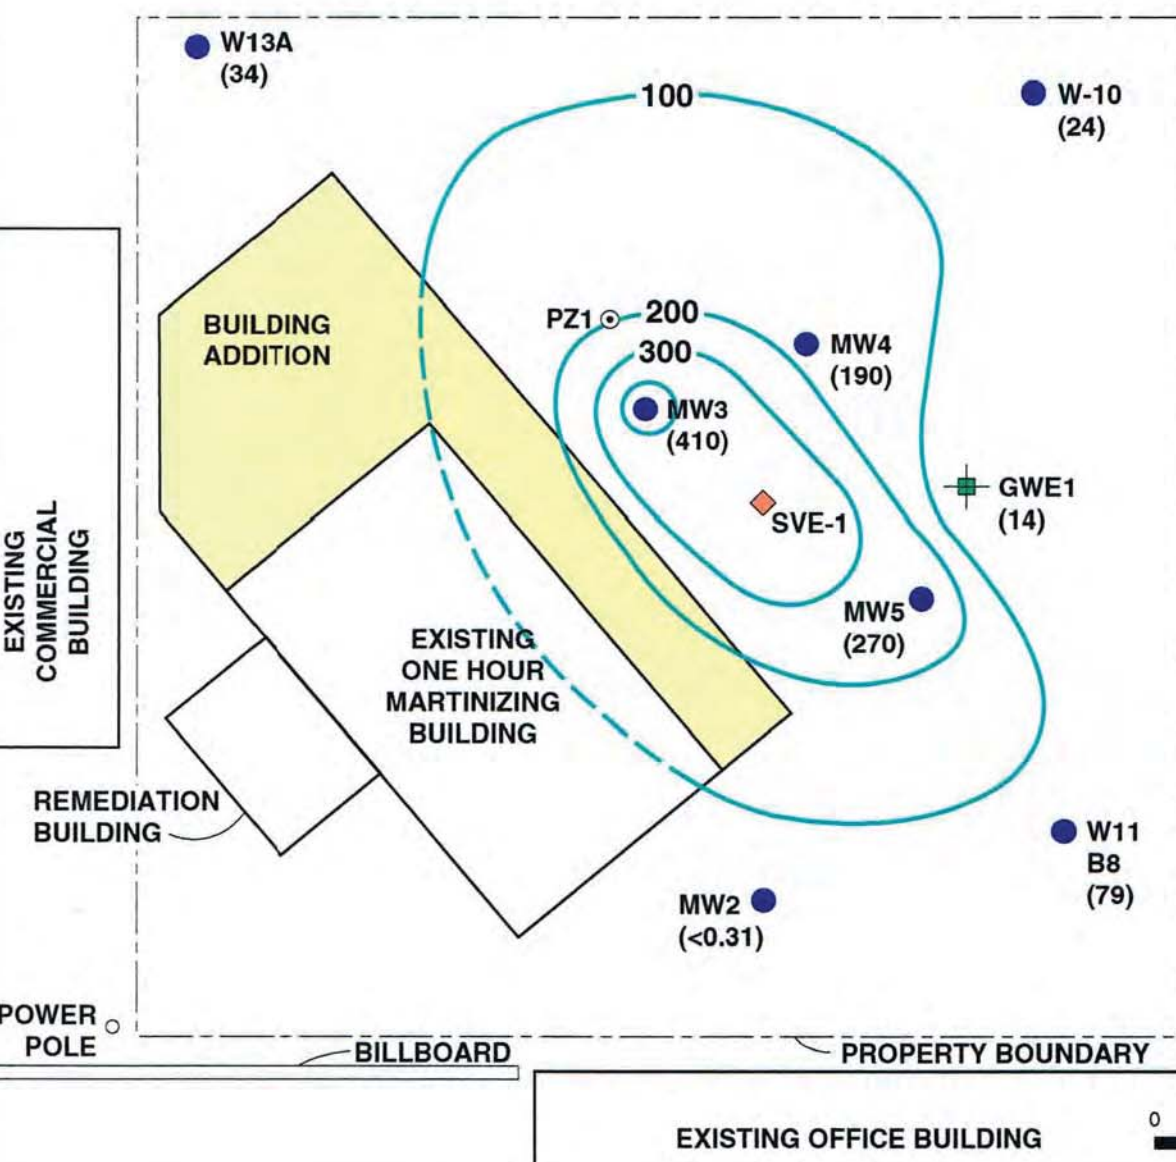 W13A
(34)
100
W-10
(24)
BUILDING
ADDITION
PZ1
200
300
MW4
(190)
MW3
(410)
GWE1
(14)
SVE-1
EXISTING
COMMERCIAL
BUILDING
MW5
(270)
EXISTING
ONE HOUR
MARTINIZING
BUILDING
REMEDIATION
BUILDING
W11
B8
(79)
MW2
(<0.31)
POWER
POLE
BILLBOARD
PROPERTY BOUNDARY
EXISTING OFFICE BUILDING
0